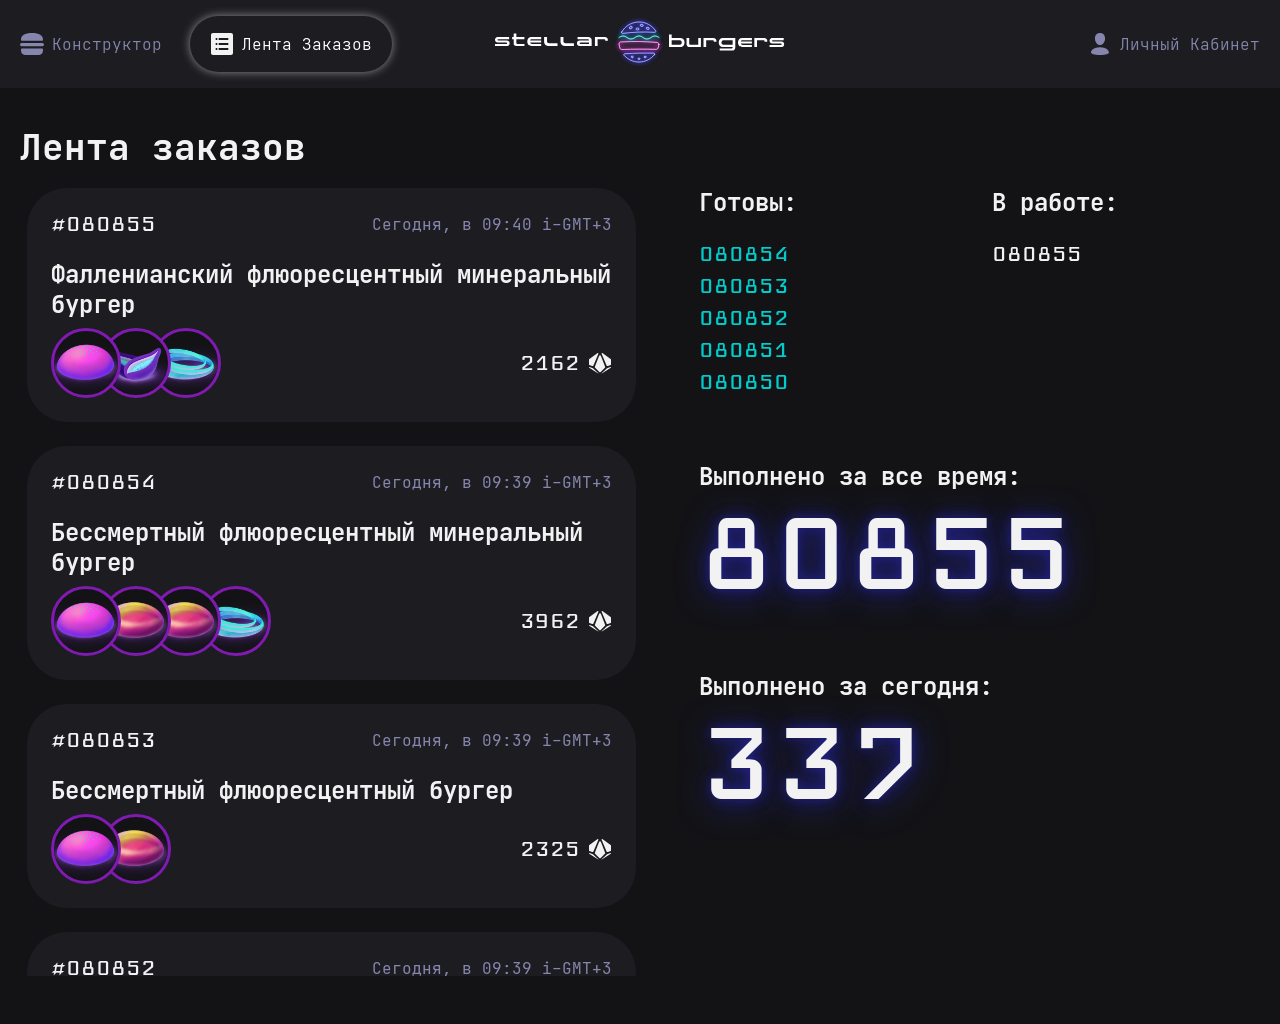 Конструктор
Лента Заказов
stellar burgers
Личный Кабинет
Лента заказов
#080855
Сегодня, в 09:40 i-GMT+3
Фалленианский флюоресцентный минеральный
бургер
2162
#080854
Сегодня, в 09:39 i-GMT+3
Бессмертный флюоресцентный минеральный
бургер
3962
#080853
Сегодня, в 09:39 i-GMT+3
Бессмертный флюоресцентный бургер
2325
#080852
Сегодня, в 09:39 i-GMT+3
Готовы:
080854
080853
080852
080851
080850
В работе:
080855
Выполнено за все время:
80855
Выполнено за сегодня:
337